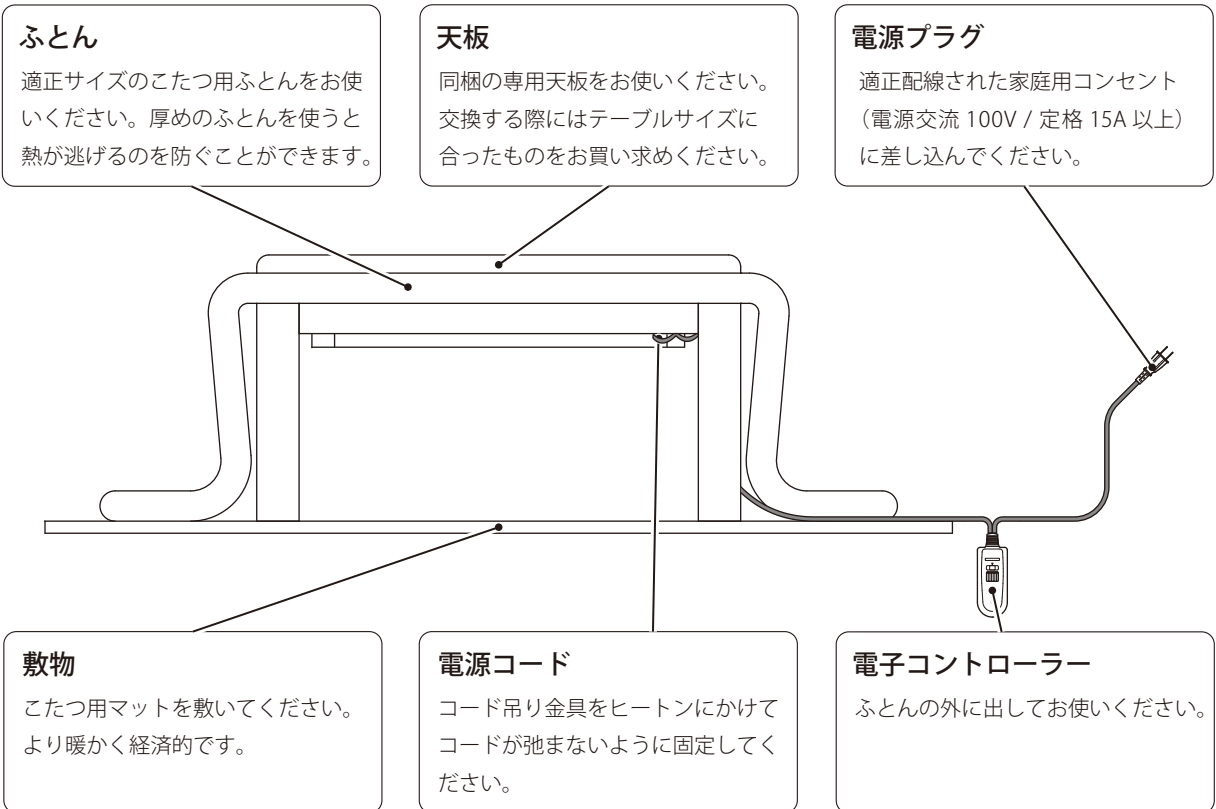 ふとん
適正サイズのこたつ用ふとんをお使
いください。厚めのふとんを使うと
熱が逃げるのを防ぐことができます。
天板
同梱の専用天板をお使いください。
交換する際にはテーブルサイズに
合ったものをお買い求めください。
電源プラグ
適正配線された家庭用コンセント
（電源交流 100V / 定格 15A 以上）
に差し込んでください。
敷物
こたつ用マットを敷いてください。
より暖かく経済的です。
電源コード
コード吊り金具をヒートンにかけて
コードが弛まないように固定してく
ださい。
電子コントローラー
ふとんの外に出してお使いください。